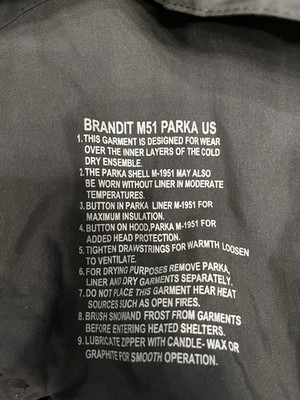 BRANDIT M51 PARKA US
1. THIS GARMENT IS DESIGNED FOR WEAR
OVER THE INNER LAYERS OF THE COLD
DRY ENSEMBLE.
2. THE PARKA SHELL M-1951 MAY ALSO
BE WORN WITHOUT LINER IN MODERATE
TEMPERATURES.
3. BUTTON IN PARKA LINER M-1951 FOR
MAXIMUM INSULATION.
4. BUTTON ON HOOD,PARKA M-1951 FOR
ADDED HEAD PROTECTION.
5. TIGHTEN DRAWSTRINGS FOR WARMTH LOOSEN
TO VENTILATE.
6. FOR DRYING PURPOSES REMOVE PARKA,
LINER AND DRY GARMENTS SEPARATELY.
7. DO NOT PLACE THIS GARMENT HEAR HEAT
SOURCES SUCH AS OPEN FIRES.
8. BRUSH SNOWAND FROST FROM GARMENTS
BEFORE ENTERING HEATED SHELTERS.
9. LUBRICATE ZIPPER WITH CANDLE- WAX OR
GRAPHITE FOR SMOOTH OPERATION.